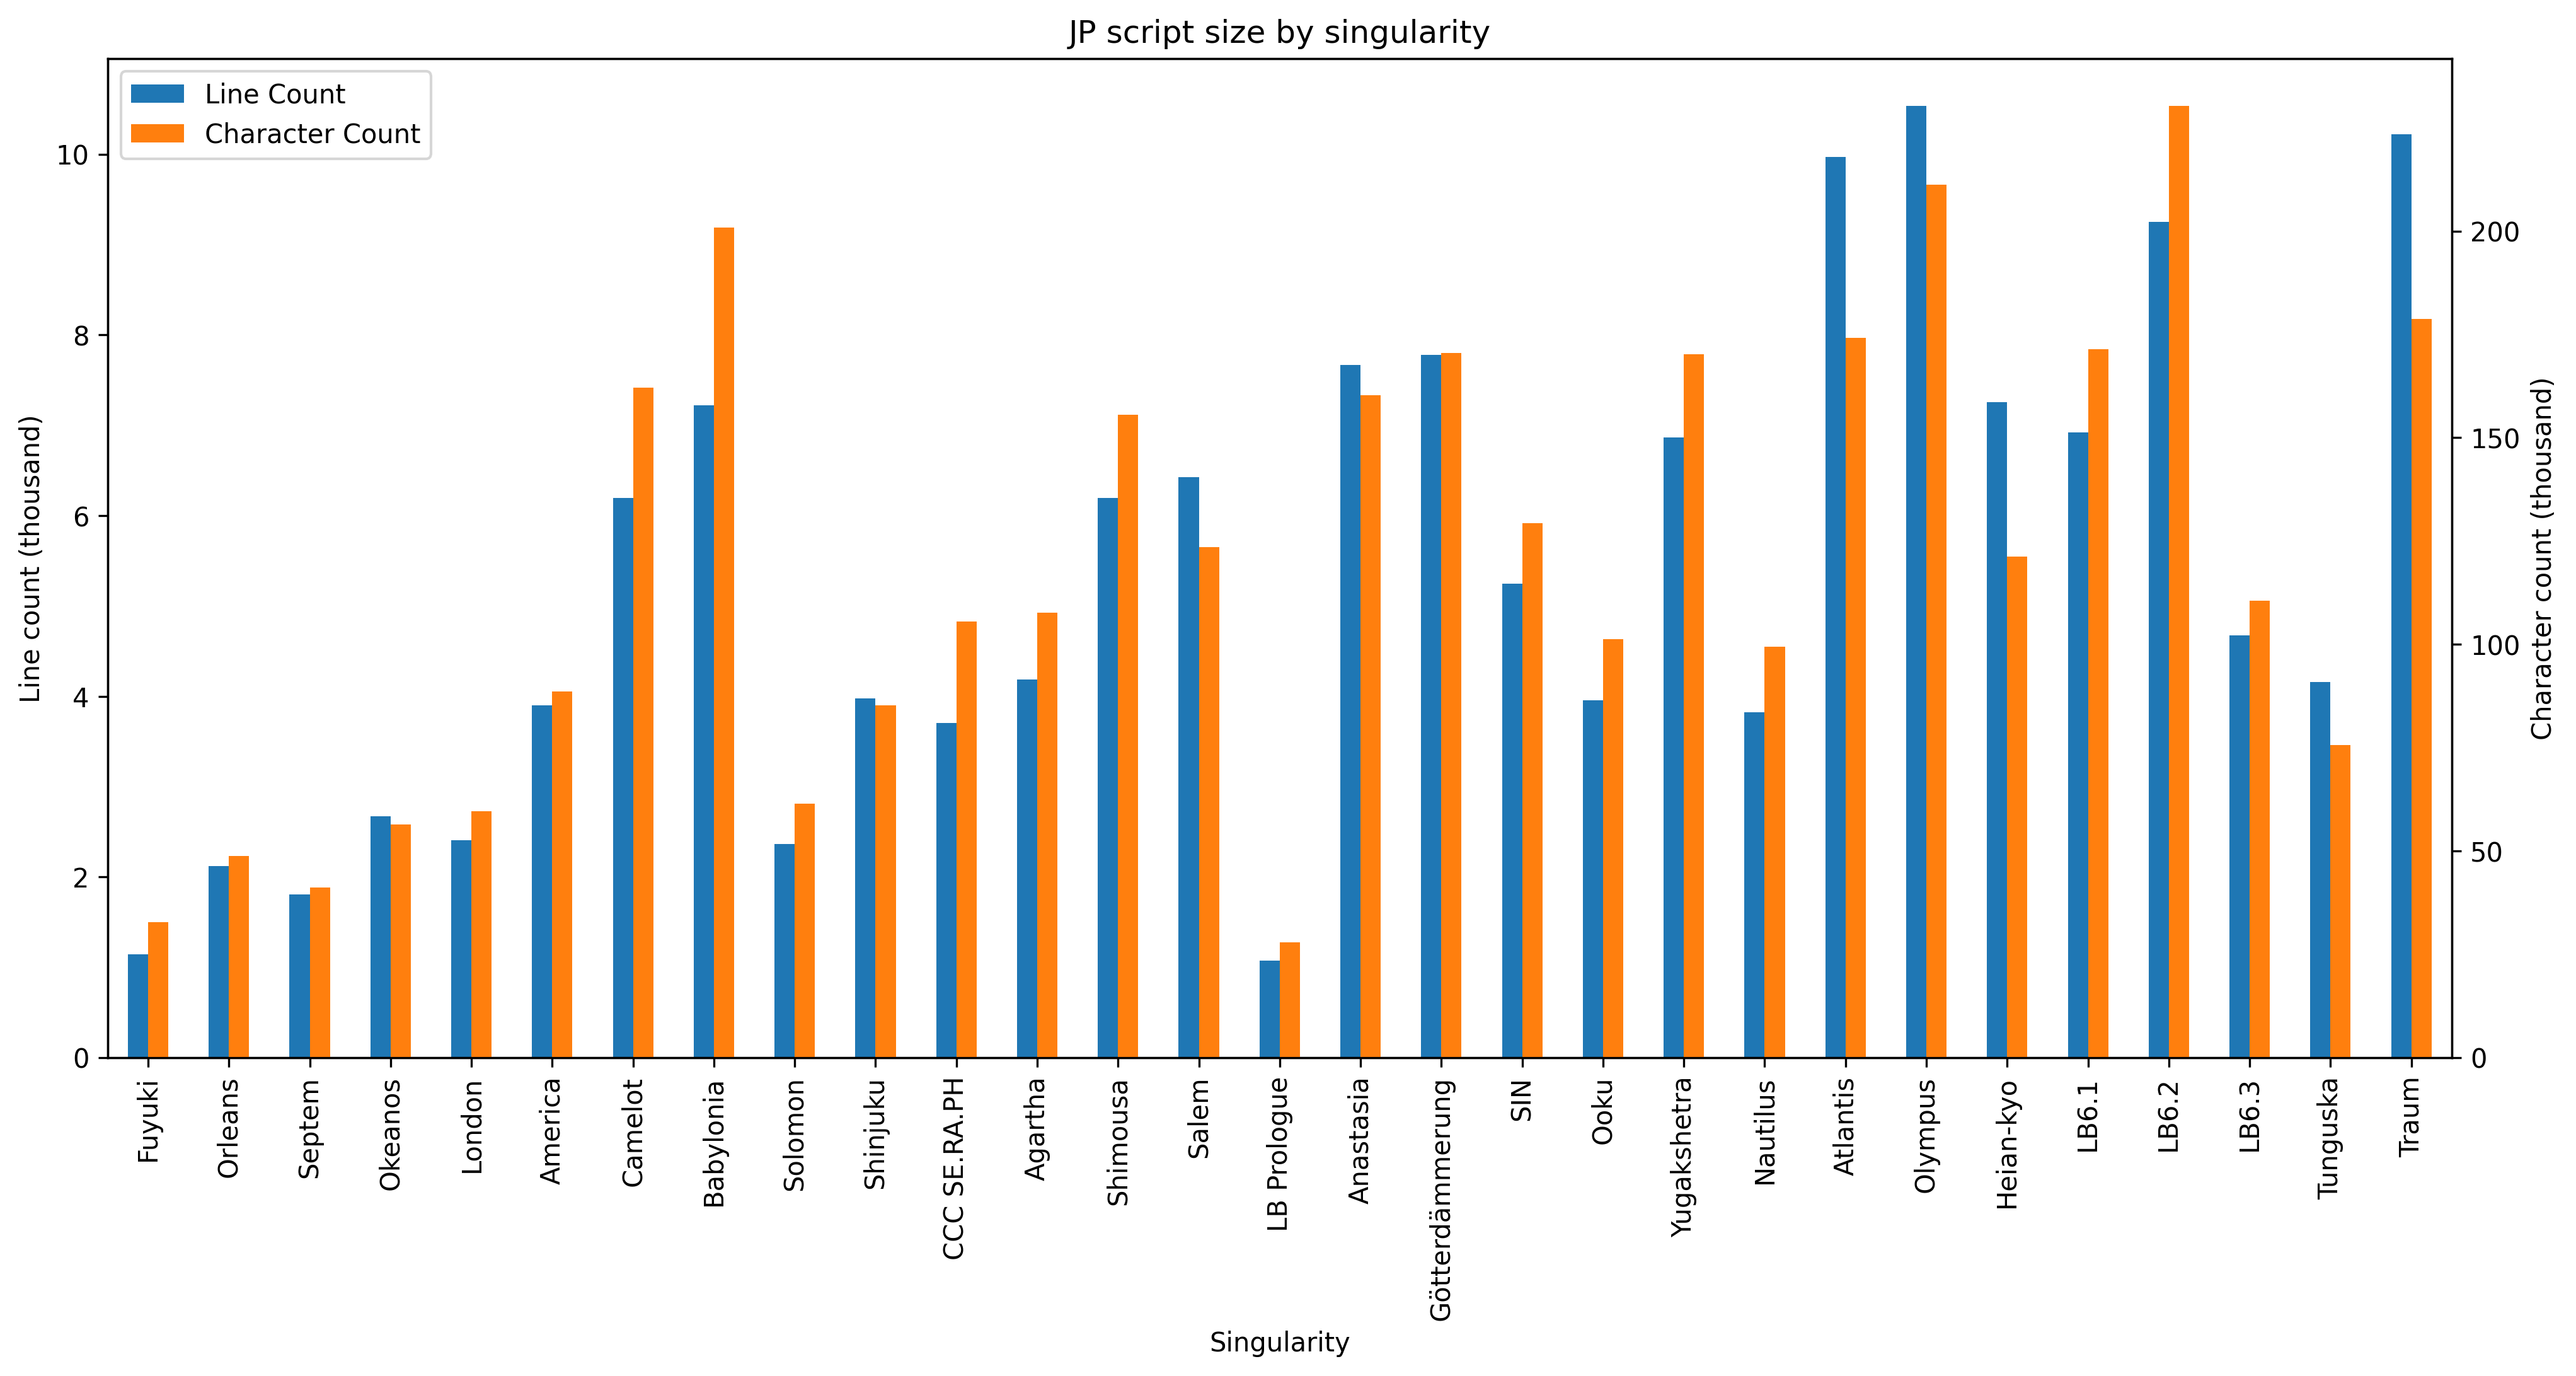 JP script size by singularity
Line Count
Character Count
Line count (thousand)
10
8
6
4
2
0
Character count (thousand)
200
150
100
50
0
Fuyuki
Orleans
Septem
Okeanos
London
America
Camelot
Babylonia
Solomon
Shinjuku
CCC SE.RA.PH
Agartha
Shimousa
Salem
LB Prologue
Anastasia
Götterdämmerung
SIN
Ooku
Yugakshetra
Nautilus
Atlantis
Olympus
Heian-kyo
LB6.1
LB6.2
LB6.3
Tunguska
Traum
Singularity